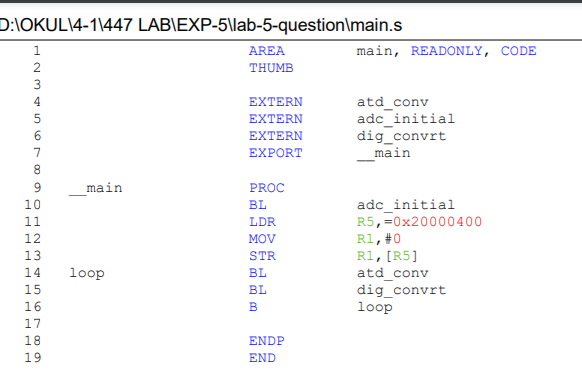 D:\OKUL\4-1\447 LAB\EXP-5\lab-5-question\main.s
1 AREA main, READONLY, CODE
2 THUMB
3
4 EXTERN atd_conv
5 EXTERN adc_initial
6 EXTERN dig_convrt
7 EXPORT __main
8
9 __main PROC
10 BL adc_initial
11 LDR R5,=0x20000400
12 MOV R1,#0
13 STR R1,[R5]
14 loop BL atd_conv
15 BL dig_convrt
16 B loop
17
18 ENDP
19 END